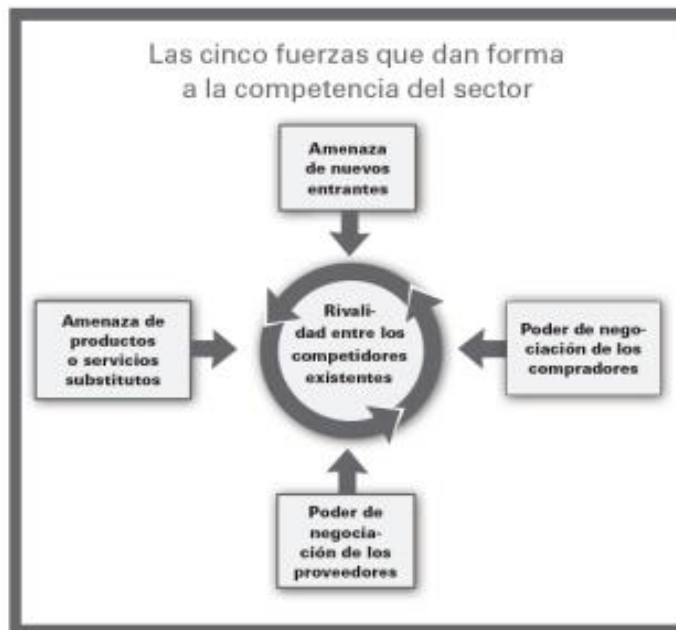 Las cinco fuerzas que dan forma
a la competencia del sector
Amenaza
de nuevos
entrantes
Amenaza de
productos
o servicios
substitutos
Rivali-
dad entre los
competidores
existentes
Poder de nego-
ciación de los
compradores
Poder de
negocia-
ción de los
proveedores